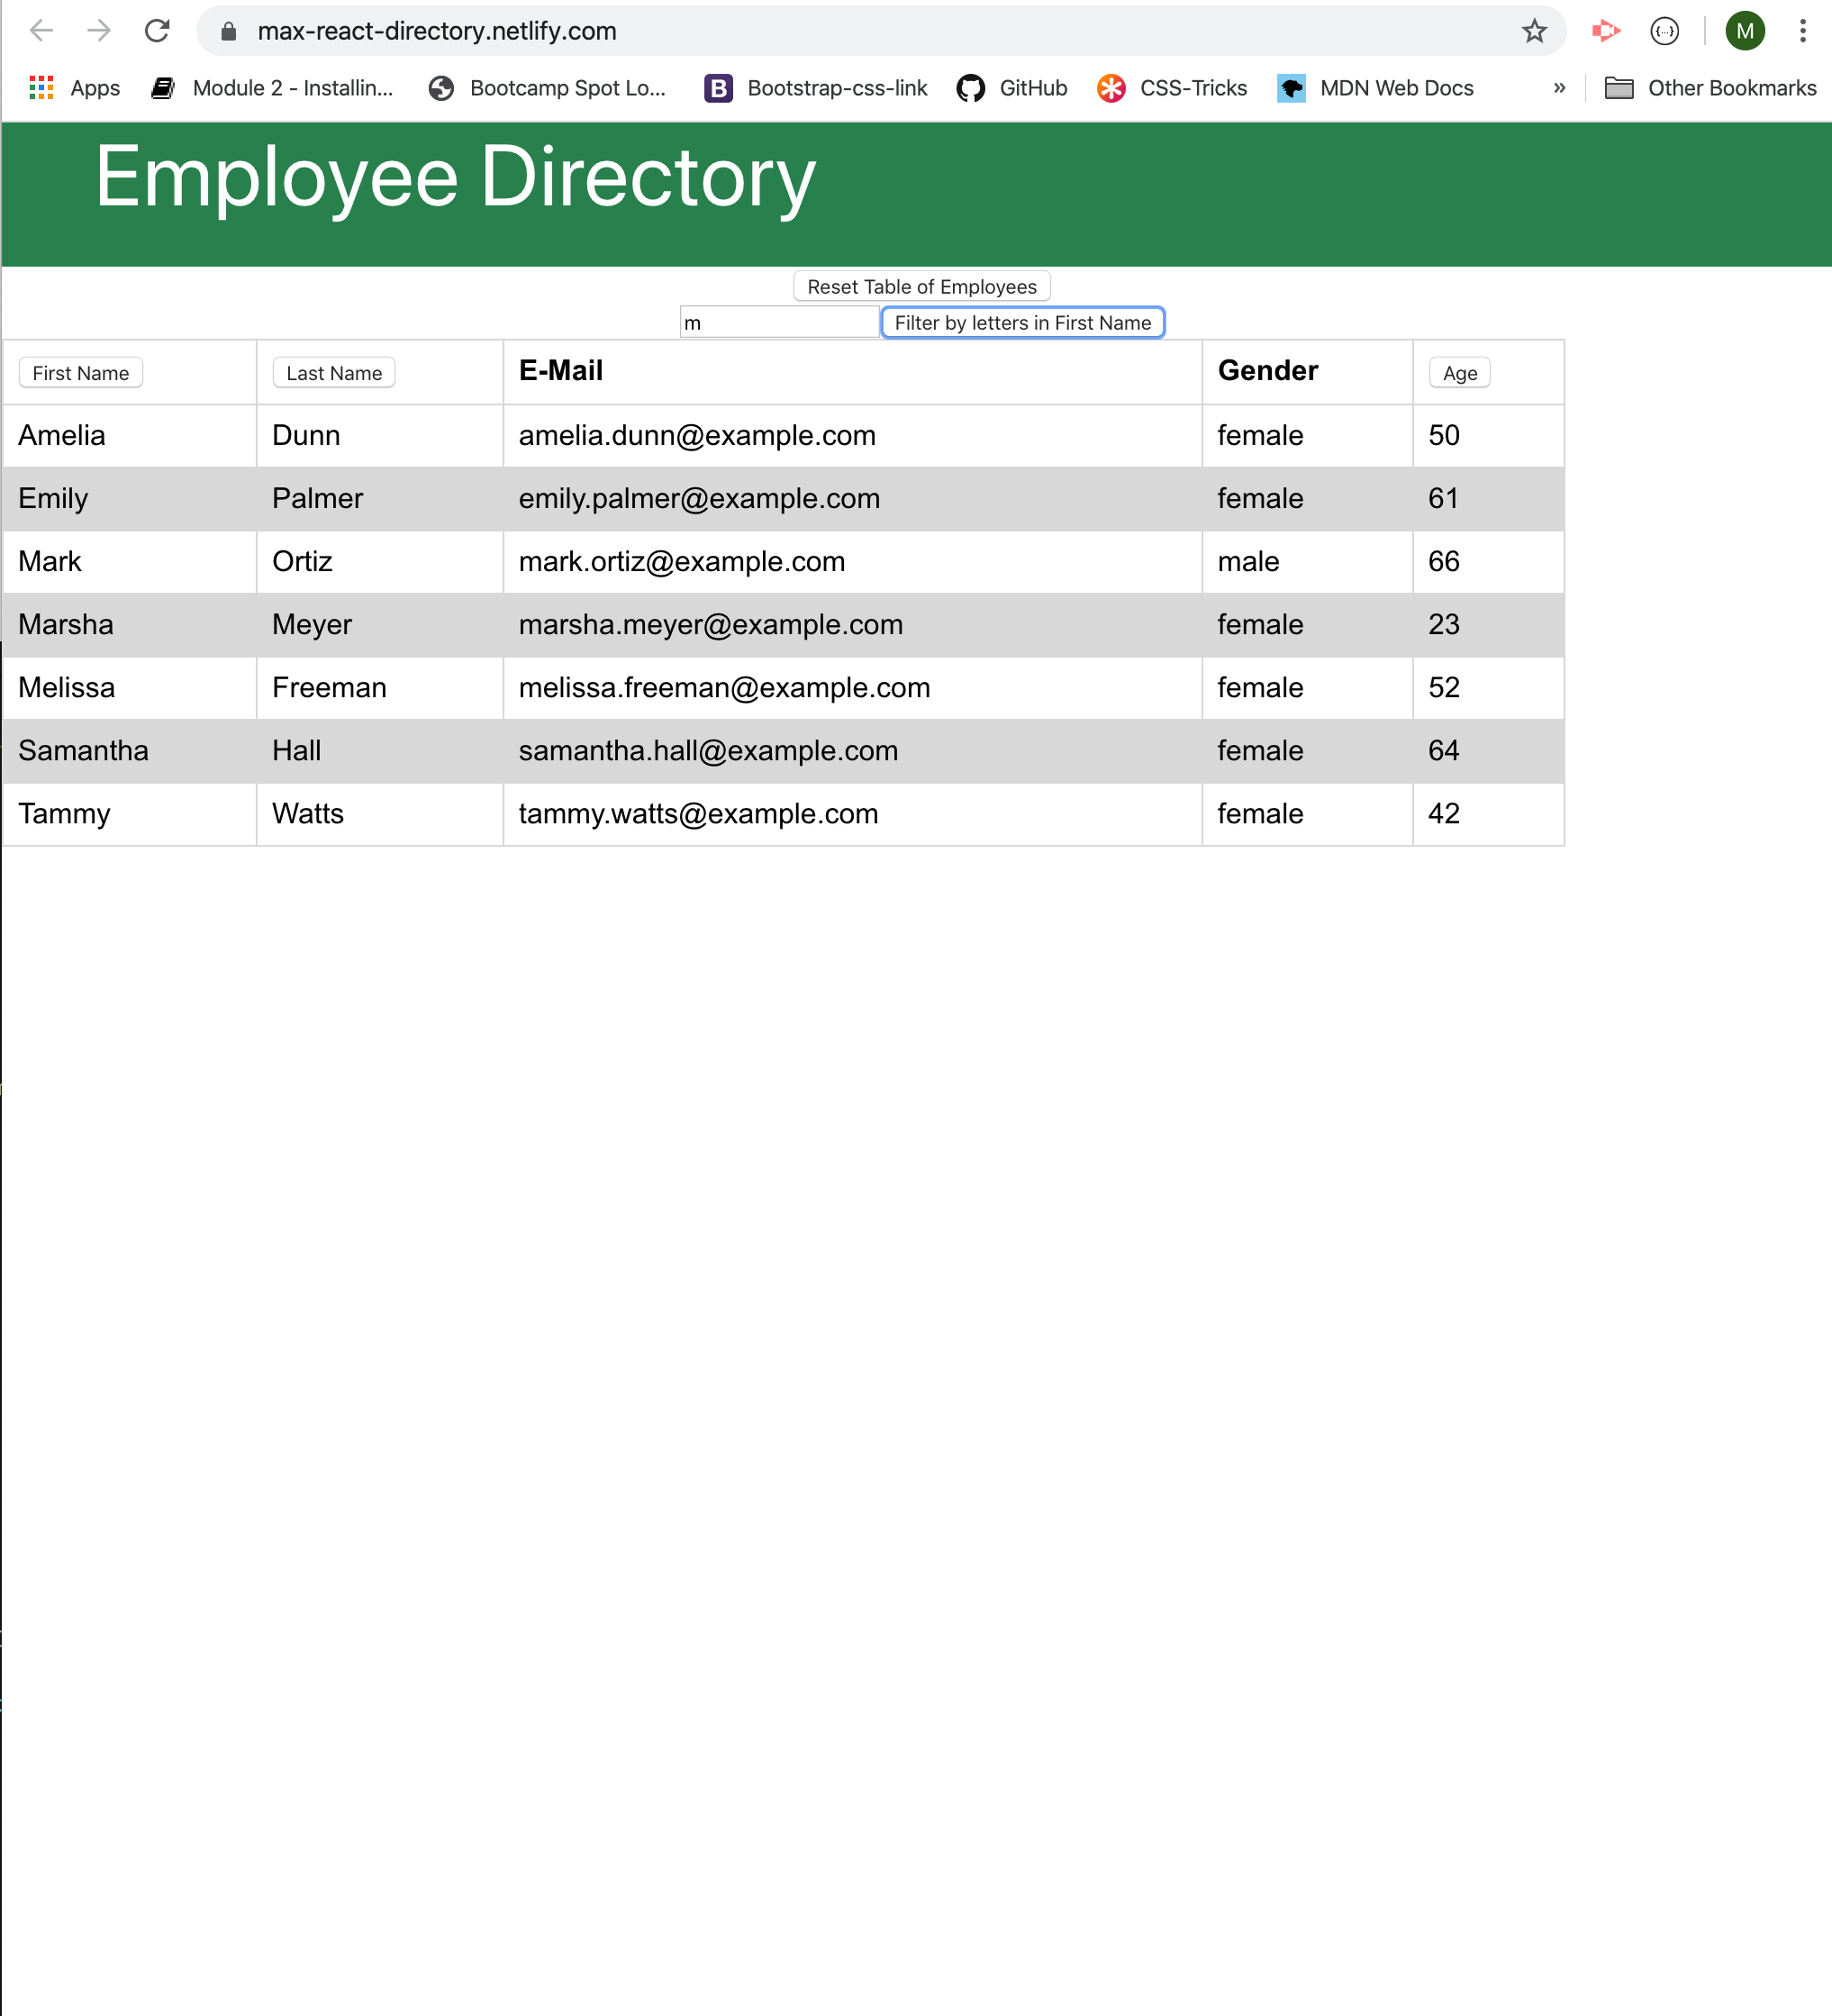 max-react-directory.netlify.com M
Apps Module 2 - Installin... Bootcamp Spot Lo... B Bootstrap-css-link GitHub CSS-Tricks MDN Web Docs » Other Bookmarks
Employee Directory
Reset Table of Employees
m Filter by letters in First Name
First Name Last Name E-Mail Gender Age
Amelia Dunn amelia.dunn@example.com female 50
Emily Palmer emily.palmer@example.com female 61
Mark Ortiz mark.ortiz@example.com male 66
Marsha Meyer marsha.meyer@example.com female 23
Melissa Freeman melissa.freeman@example.com female 52
Samantha Hall samantha.hall@example.com female 64
Tammy Watts tammy.watts@example.com female 42